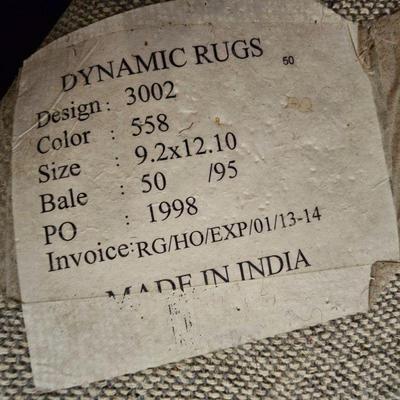 DYNAMIC RUGS 50
Design : 3002
Color : 558
Size : 9.2x12.10
Bale : 50 /95
PO : 1998
Invoice:RG/HO/EXP/01/13-14
MADE IN INDIA